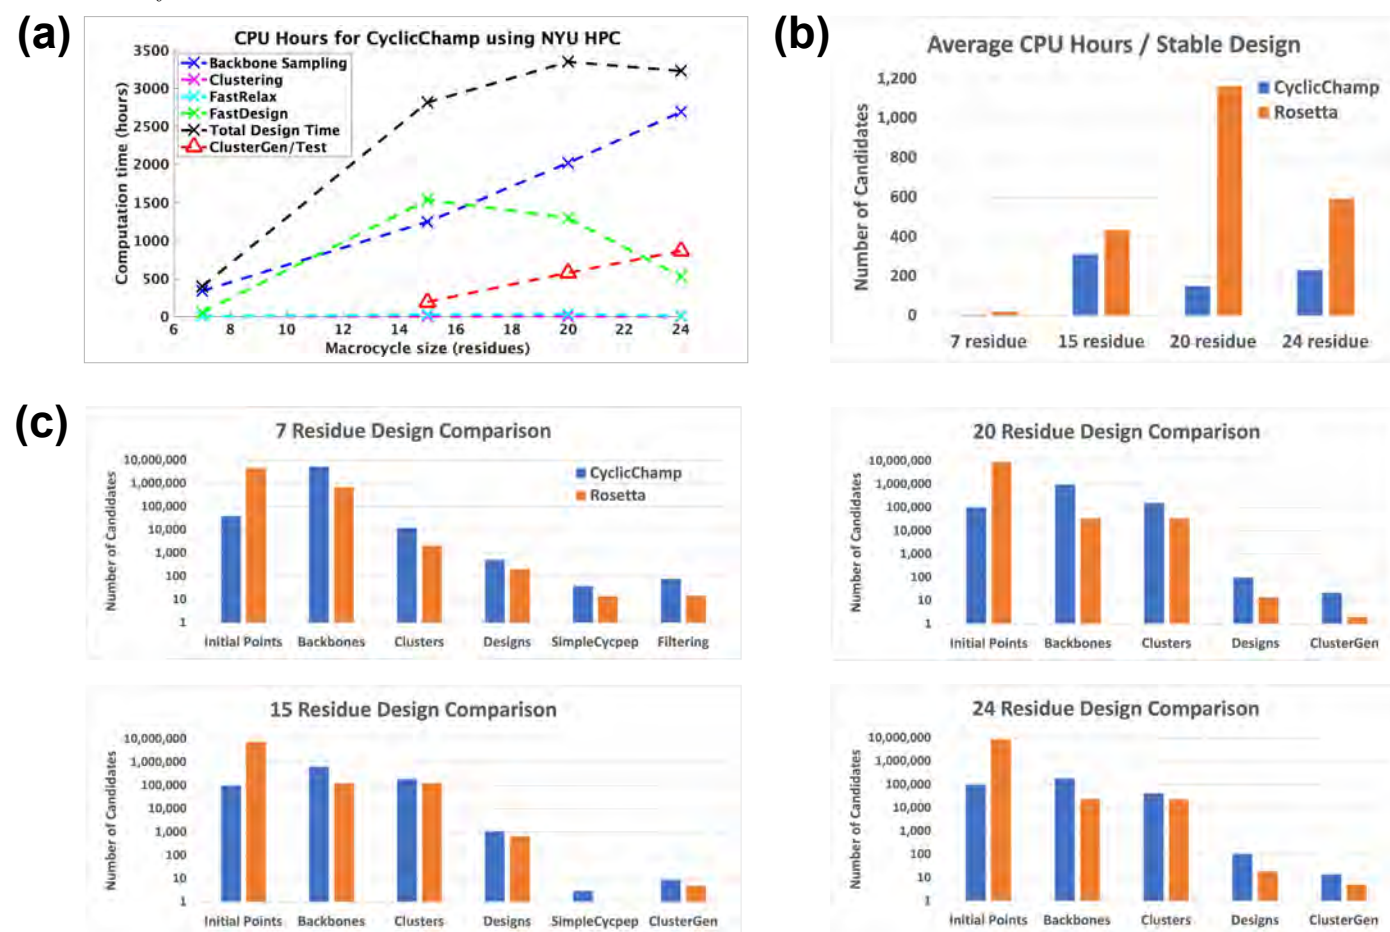 (a)
CPU Hours for CyclicChamp using NYU HPC
Computation time (hours)
3500
3000
2500
2000
1500
1000
500
0
Backbone Sampling
Clustering
FastRelax
FastDesign
Total Design Time
ClusterGen/Test
6 8 10 12 14 16 18 20 22 24
Macrocycle size (residues)
(b)
Average CPU Hours / Stable Design
Number of Candidates
1,200
1,000
800
600
400
200
0
CyclicChamp
Rosetta
7 residue 15 residue 20 residue 24 residue
(c)
7 Residue Design Comparison
Number of Candidates
10,000,000
1,000,000
100,000
10,000
1,000
100
10
1
CyclicChamp
Rosetta
Initial Points Backbones Clusters Designs SimpleCycpep Filtering
20 Residue Design Comparison
Number of Candidates
10,000,000
1,000,000
100,000
10,000
1,000
100
10
1
Initial Points Backbones Clusters Designs ClusterGen
15 Residue Design Comparison
Number of Candidates
10,000,000
1,000,000
100,000
10,000
1,000
100
10
1
Initial Points Backbones Clusters Designs SimpleCycpep ClusterGen
24 Residue Design Comparison
Number of Candidates
10,000,000
1,000,000
100,000
10,000
1,000
100
10
1
Initial Points Backbones Clusters Designs ClusterGen